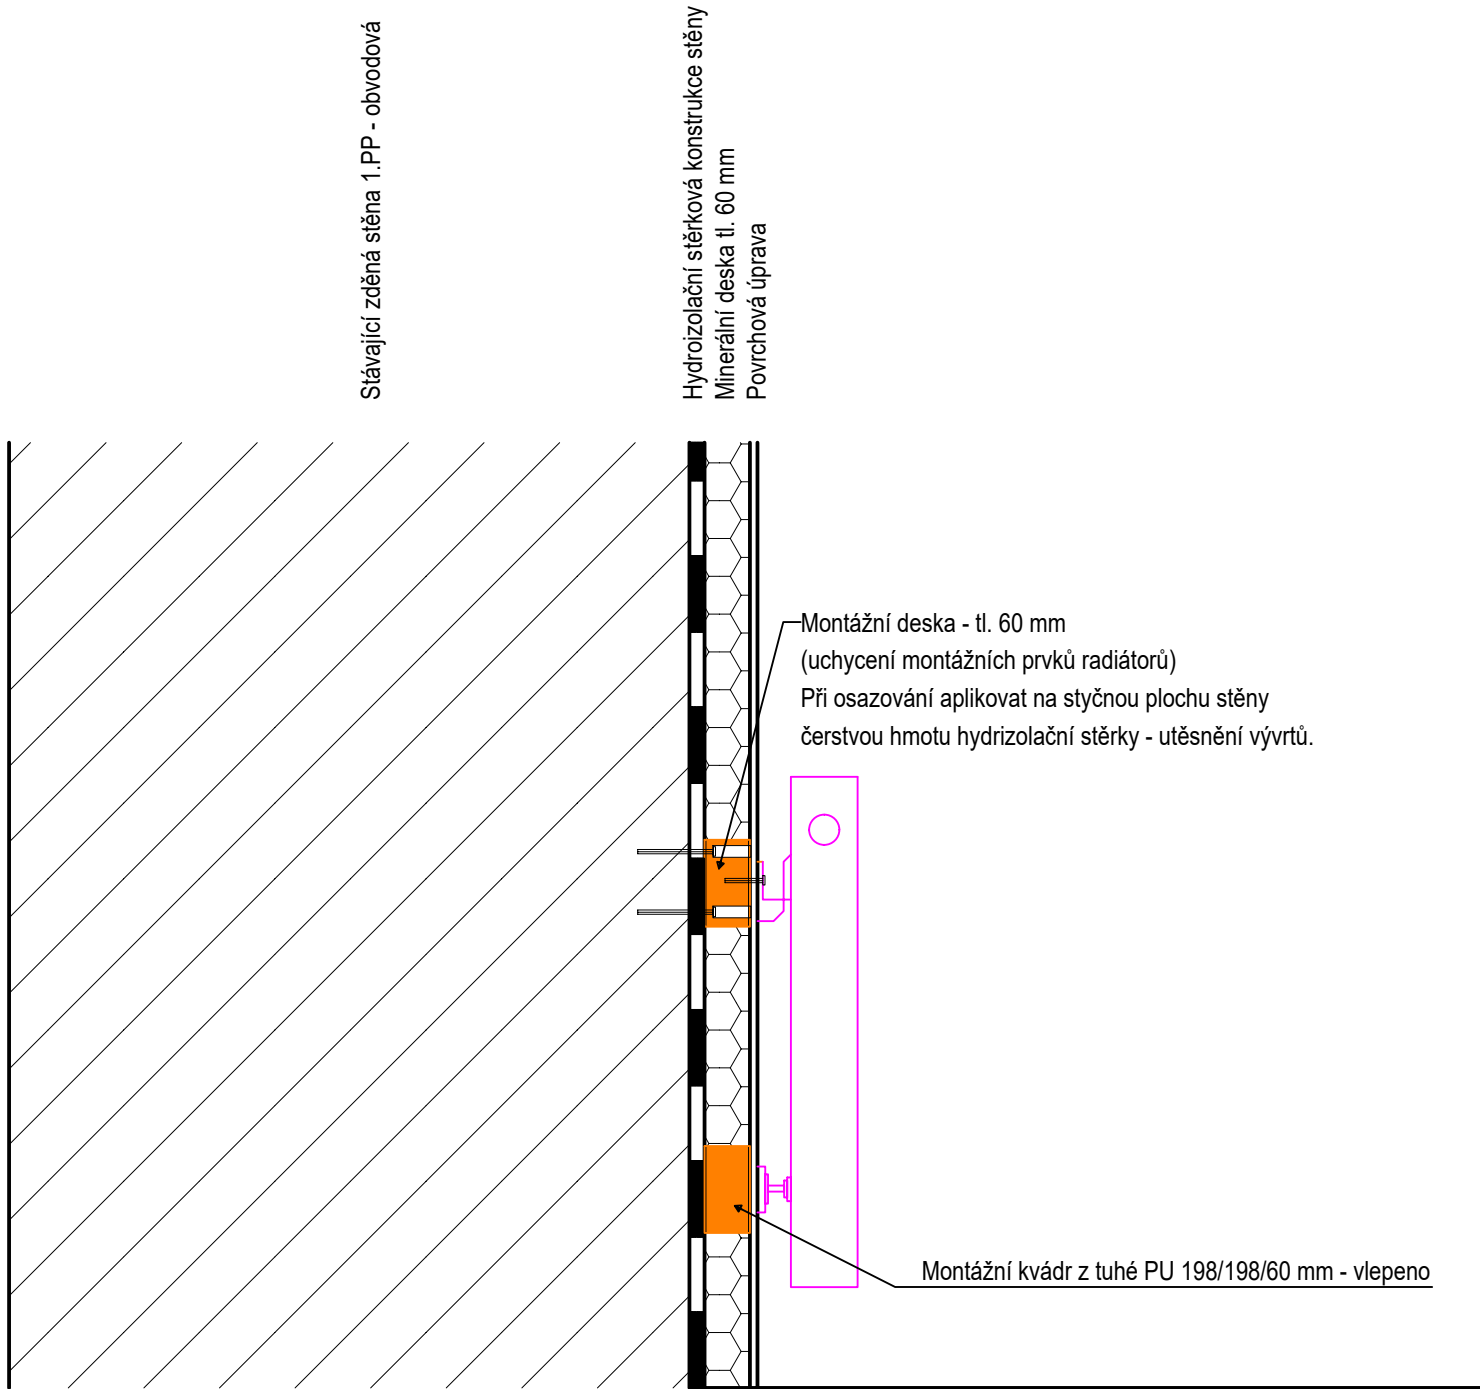 Stávající zděná stěna 1.PP - obvodová
Hydroizolační stěrková konstrukce stěny
Minerální deska tl. 60 mm
Povrchová úprava
Montážní deska - tl. 60 mm
(uchycení montážních prvků radiátorů)
Při osazování aplikovat na styčnou plochu stěny
čerstvou hmotu hydrizolační stěrky - utěsnění vývrtů.
Montážní kvádr z tuhé PU 198/198/60 mm - vlepeno